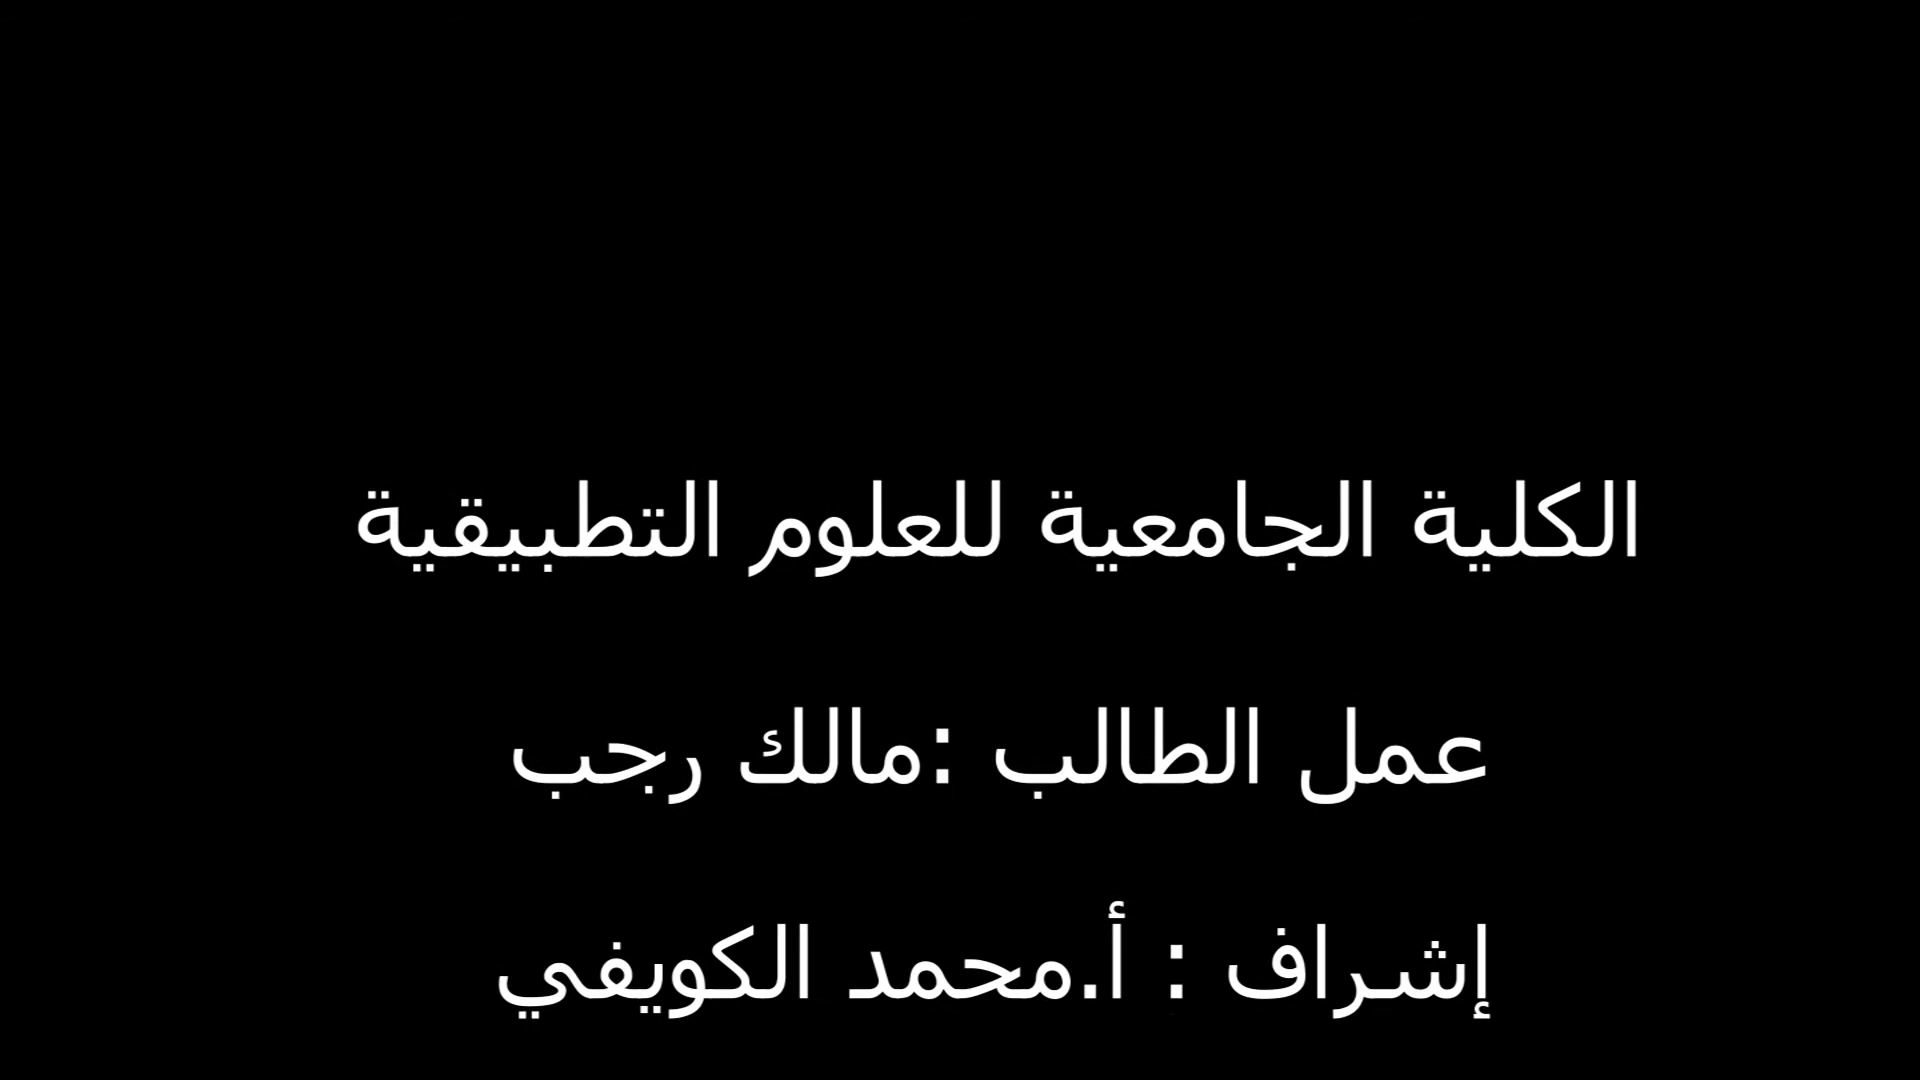 الكلية الجامعية للعلوم التطبيقية
عمل الطالب :مالك رجب
إشراف : أ.محمد الكويفي